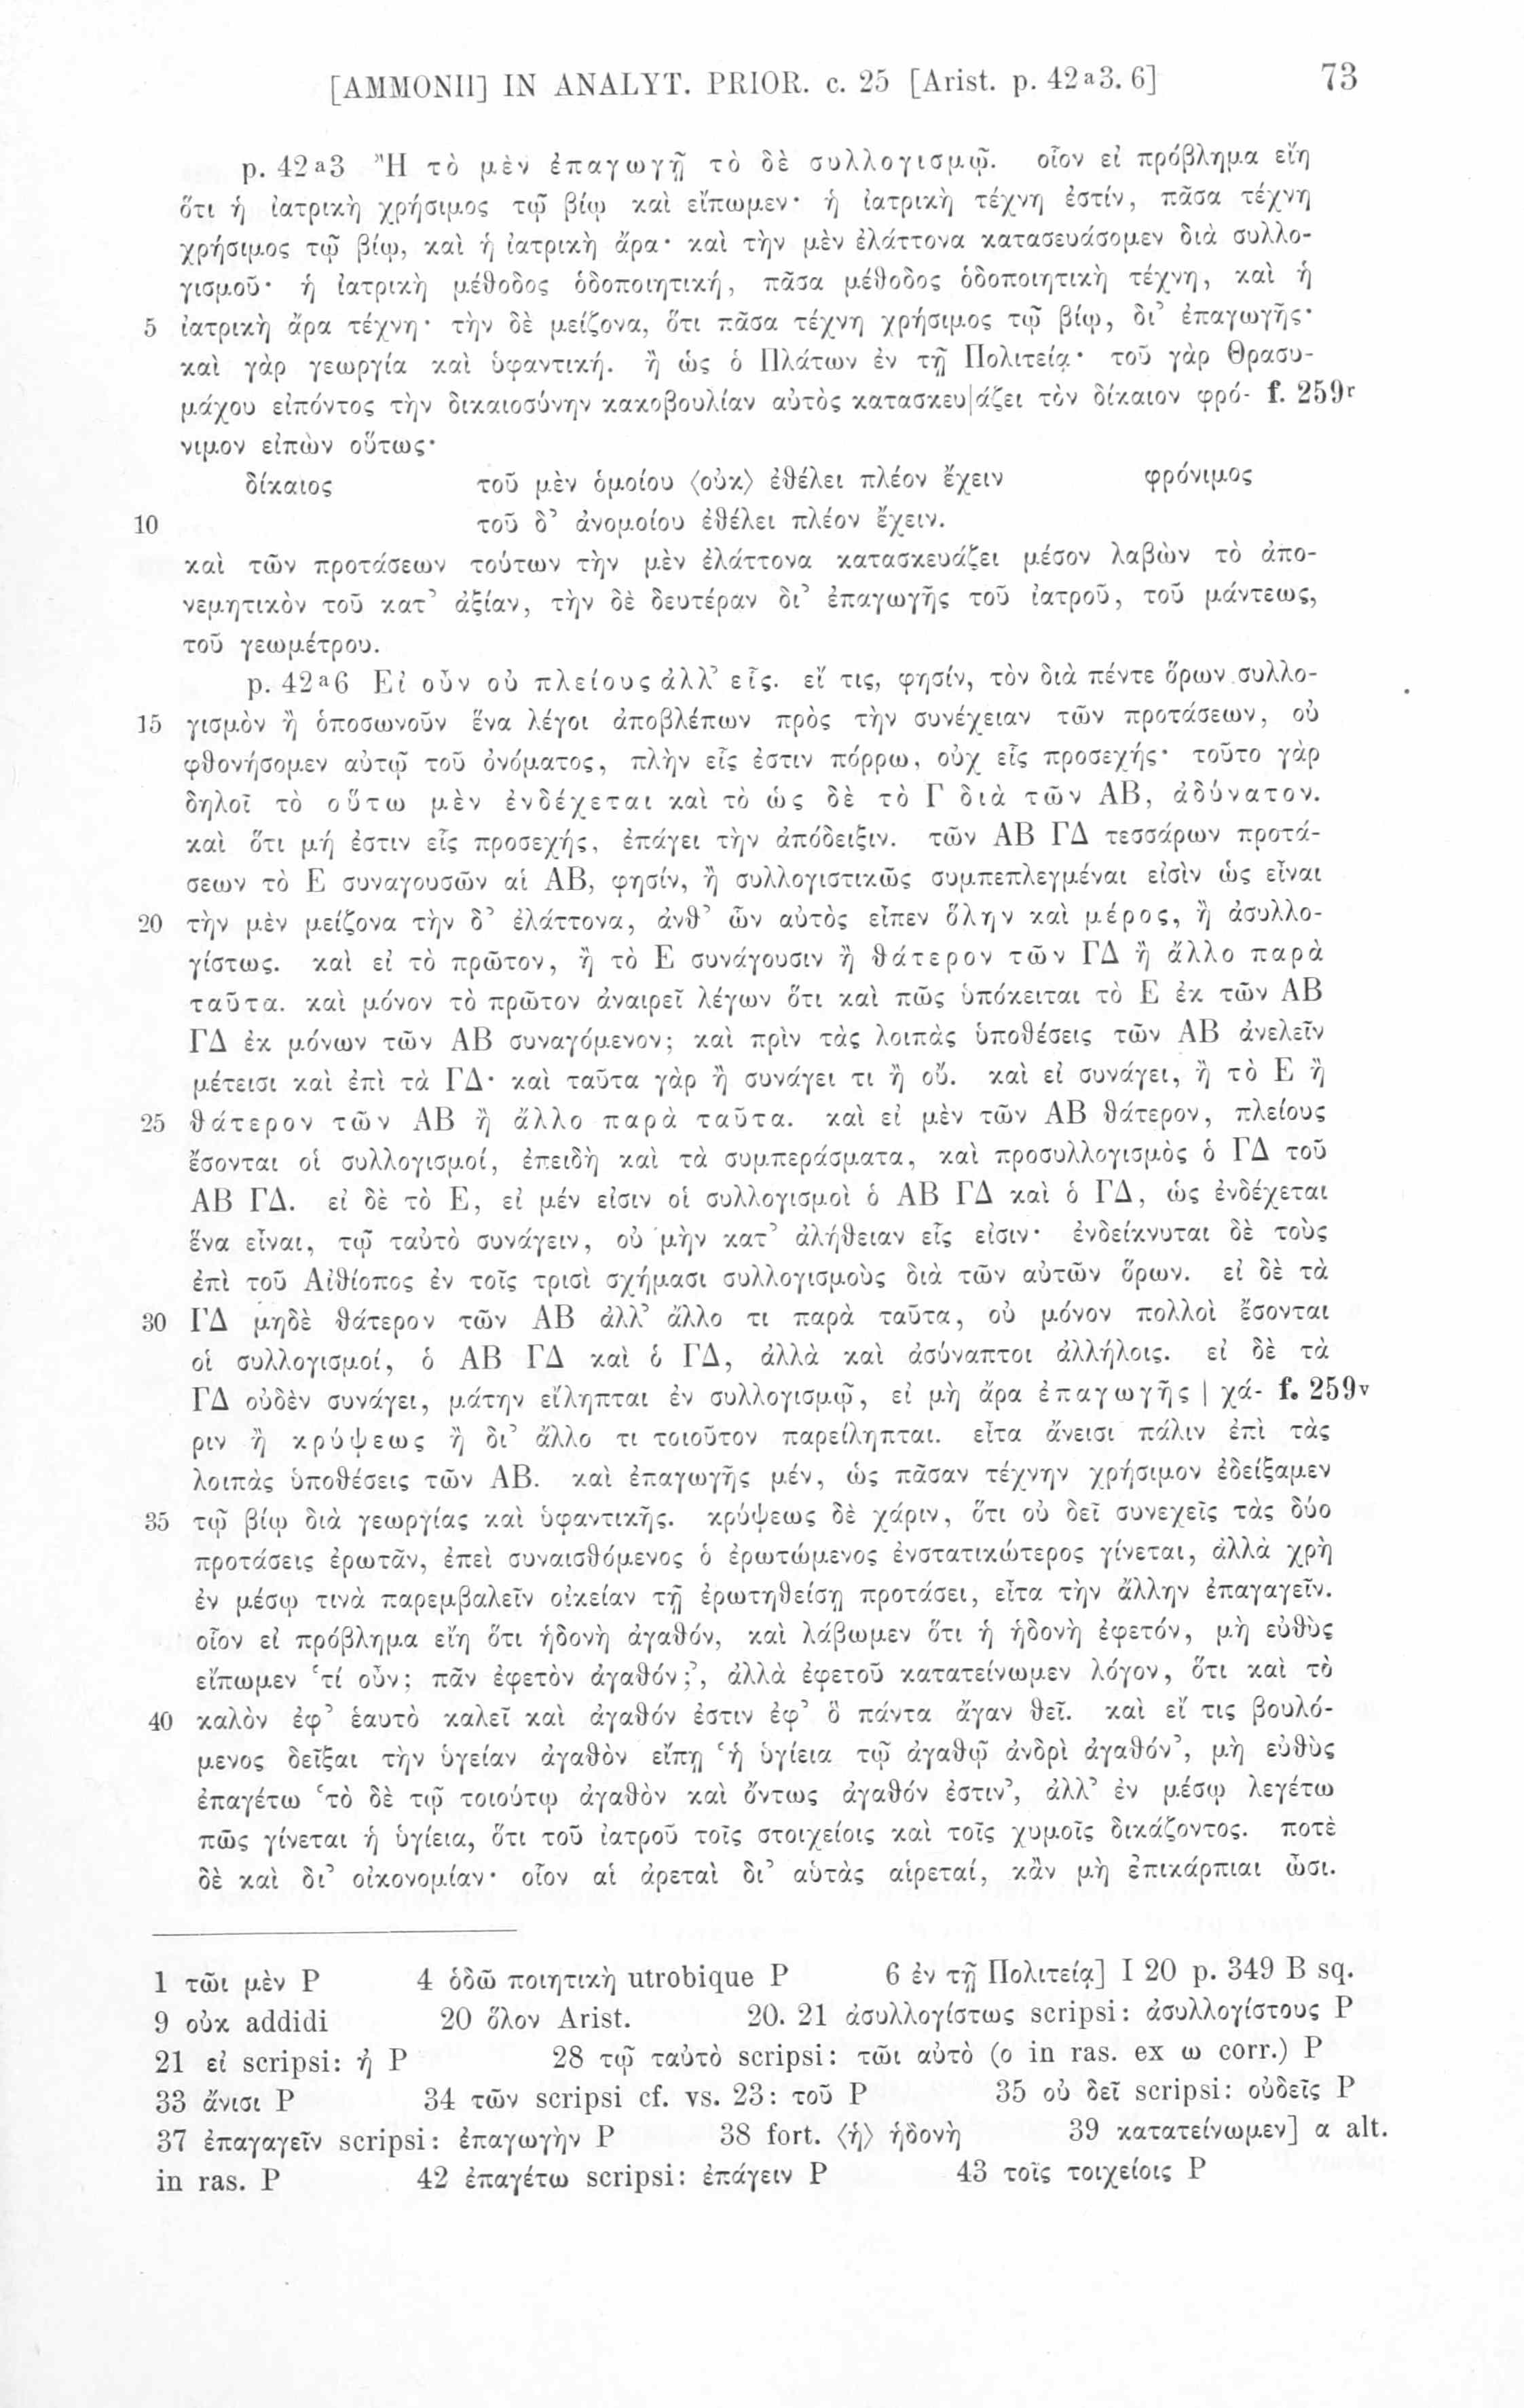 [AMMONII] IN ANALYT. PRIOR. c. 25 [Arist. p. 42a3. 6] 73
p. 42a3 Ἢ τὸ μὲν ἐπαγωγῇ τὸ δὲ συλλογισμῷ. οἷον εἰ πρόβλημα εἴη
ὅτι ἡ ἰατρικὴ χρήσιμος τῷ βίῳ καὶ εἴπωμεν· ἡ ἰατρικὴ τέχνη ἐστίν, πᾶσα τέχνη
χρήσιμος τῷ βίῳ, καὶ ἡ ἰατρικὴ ἄρα· καὶ τὴν μὲν ἐλάττονα κατασευάσομεν διὰ συλλο-
γισμοῦ· ἡ ἰατρικὴ μέθοδος ὁδοποιητική, πᾶσα μέθοδος ὁδοποιητικὴ τέχνη, καὶ ἡ
5 ἰατρικὴ ἄρα τέχνη· τὴν δὲ μείζονα, ὅτι πᾶσα τέχνη χρήσιμος τῷ βίῳ, δι᾽ ἐπαγωγῆς·
καὶ γὰρ γεωργία καὶ ὑφαντική. ἢ ὡς ὁ Πλάτων ἐν τῇ Πολιτείᾳ· τοῦ γὰρ Θρασυ-
μάχου εἰπόντος τὴν δικαιοσύνην κακοβουλίαν αὐτὸς κατασκευ|άζει τὸν δίκαιον φρό- f. 259r
νιμον εἰπὼν οὕτως·
δίκαιος τοῦ μὲν ὁμοίου ⟨οὐκ⟩ ἐθέλει πλέον ἔχειν φρόνιμος
10 τοῦ δ᾽ ἀνομοίου ἐθέλει πλέον ἔχειν.
καὶ τῶν προτάσεων τούτων τὴν μὲν ἐλάττονα κατασκευάζει μέσον λαβὼν τὸ ἀπο-
νεμητικὸν τοῦ κατ᾽ ἀξίαν, τὴν δὲ δευτέραν δι᾽ ἐπαγωγῆς τοῦ ἰατροῦ, τοῦ μάντεως,
τοῦ γεωμέτρου.
p. 42a6 Εἰ οὖν οὐ πλείους ἀλλ᾽ εἷς. εἴ τις, φησίν, τὸν διὰ πέντε ὅρων συλλο-
15 γισμὸν ἢ ὁποσωνοῦν ἕνα λέγοι ἀποβλέπων πρὸς τὴν συνέχειαν τῶν προτάσεων, οὐ
φθονήσομεν αὐτῷ τοῦ ὀνόματος, πλὴν εἷς ἐστιν πόρρω, οὐχ εἷς προσεχής· τοῦτο γὰρ
δηλοῖ τὸ οὕτω μὲν ἐνδέχεται καὶ τὸ ὡς δὲ τὸ Γ διὰ τῶν ΑΒ, ἀδύνατον.
καὶ ὅτι μή ἐστιν εἷς προσεχής, ἐπάγει τὴν ἀπόδειξιν. τῶν ΑΒ ΓΔ τεσσάρων προτά-
σεων τὸ Ε συναγουσῶν αἱ ΑΒ, φησίν, ἢ συλλογιστικῶς συμπεπλεγμέναι εἰσὶν ὡς εἶναι
20 τὴν μὲν μείζονα τὴν δ᾽ ἐλάττονα, ἀνθ᾽ ὧν αὐτὸς εἶπεν ὅλην καὶ μέρος, ἢ ἀσυλλο-
γίστως. καὶ εἰ τὸ πρῶτον, ἢ τὸ Ε συνάγουσιν ἢ θάτερον τῶν ΓΔ ἢ ἄλλο παρὰ
ταῦτα. καὶ μόνον τὸ πρῶτον ἀναιρεῖ λέγων ὅτι καὶ πῶς ὑπόκειται τὸ Ε ἐκ τῶν ΑΒ
ΓΔ ἐκ μόνων τῶν ΑΒ συναγόμενον; καὶ πρὶν τὰς λοιπὰς ὑποθέσεις τῶν ΑΒ ἀνελεῖν
μέτεισι καὶ ἐπὶ τὰ ΓΔ· καὶ ταῦτα γὰρ ἢ συνάγει τι ἢ οὔ. καὶ εἰ συνάγει, ἢ τὸ Ε ἢ
25 θάτερον τῶν ΑΒ ἢ ἄλλο παρὰ ταῦτα. καὶ εἰ μὲν τῶν ΑΒ θάτερον, πλείους
ἔσονται οἱ συλλογισμοί, ἐπειδὴ καὶ τὰ συμπεράσματα, καὶ προσυλλογισμὸς ὁ ΓΔ τοῦ
ΑΒ ΓΔ. εἰ δὲ τὸ Ε, εἰ μέν εἰσιν οἱ συλλογισμοὶ ὁ ΑΒ ΓΔ καὶ ὁ ΓΔ, ὡς ἐνδέχεται
ἕνα εἶναι, τῷ ταὐτὸ συνάγειν, οὐ μὴν κατ᾽ ἀλήθειαν εἷς εἰσιν· ἐνδείκνυται δὲ τοὺς
ἐπὶ τοῦ Αἰθίοπος ἐν τοῖς τρισὶ σχήμασι συλλογισμοὺς διὰ τῶν αὐτῶν ὅρων. εἰ δὲ τὰ
30 ΓΔ μηδὲ θάτερον τῶν ΑΒ ἀλλ᾽ ἄλλο τι παρὰ ταῦτα, οὐ μόνον πολλοὶ ἔσονται
οἱ συλλογισμοί, ὁ ΑΒ ΓΔ καὶ ὁ ΓΔ, ἀλλὰ καὶ ἀσύναπτοι ἀλλήλοις. εἰ δὲ τὰ
ΓΔ οὐδὲν συνάγει, μάτην εἴληπται ἐν συλλογισμῷ, εἰ μὴ ἄρα ἐπαγωγῆς | χά- f. 259v
ριν ἢ κρύψεως ἢ δι᾽ ἄλλο τι τοιοῦτον παρείληπται. εἶτα ἄνεισι πάλιν ἐπὶ τὰς
λοιπὰς ὑποθέσεις τῶν ΑΒ. καὶ ἐπαγωγῆς μέν, ὡς πᾶσαν τέχνην χρήσιμον ἐδείξαμεν
35 τῷ βίῳ διὰ γεωργίας καὶ ὑφαντικῆς. κρύψεως δὲ χάριν, ὅτι οὐ δεῖ συνεχεῖς τὰς δύο
προτάσεις ἐρωτᾶν, ἐπεὶ συναισθόμενος ὁ ἐρωτώμενος ἐνστατικώτερος γίνεται, ἀλλὰ χρὴ
ἐν μέσῳ τινὰ παρεμβαλεῖν οἰκείαν τῇ ἐρωτηθείσῃ προτάσει, εἶτα τὴν ἄλλην ἐπαγαγεῖν.
οἷον εἰ πρόβλημα εἴη ὅτι ἡδονὴ ἀγαθόν, καὶ λάβωμεν ὅτι ἡ ἡδονὴ ἐφετόν, μὴ εὐθὺς
εἴπωμεν ‘τί οὖν; πᾶν ἐφετὸν ἀγαθόν;’, ἀλλὰ ἐφετοῦ κατατείνωμεν λόγον, ὅτι καὶ τὸ
40 καλὸν ἐφ᾽ ἑαυτὸ καλεῖ καὶ ἀγαθόν ἐστιν ἐφ᾽ ὃ πάντα ἄγαν θεῖ. καὶ εἴ τις βουλό-
μενος δεῖξαι τὴν ὑγείαν ἀγαθὸν εἴπῃ ‘ἡ ὑγίεια τῷ ἀγαθῷ ἀνδρὶ ἀγαθόν’, μὴ εὐθὺς
ἐπαγέτω ‘τὸ δὲ τῷ τοιούτῳ ἀγαθὸν καὶ ὄντως ἀγαθόν ἐστιν’, ἀλλ᾽ ἐν μέσῳ λεγέτω
πῶς γίνεται ἡ ὑγίεια, ὅτι τοῦ ἰατροῦ τοῖς στοιχείοις καὶ τοῖς χυμοῖς δικάζοντος. ποτὲ
δὲ καὶ δι᾽ οἰκονομίαν· οἷον αἱ ἀρεταὶ δι᾽ αὑτὰς αἱρεταί, κἂν μὴ ἐπικάρπιαι ὦσι.
1 τῶι μὲν P 4 ὁδῶ ποιητικὴ utrobique P 6 ἐν τῇ Πολιτείᾳ] I 20 p. 349 B sq.
9 οὐκ addidi 20 ὅλον Arist. 20. 21 ἀσυλλογίστως scripsi: ἀσυλλογίστους P
21 εἰ scripsi: ἡ P 28 τῷ ταὐτὸ scripsi: τῶι αὐτὸ (ο in ras. ex ω corr.) P
33 ἄνισι P 34 τῶν scripsi cf. vs. 23: τοῦ P 35 οὐ δεῖ scripsi: οὐδεῖς P
37 ἐπαγαγεῖν scripsi: ἐπαγωγὴν P 38 fort. ⟨ἡ⟩ ἡδονὴ 39 κατατείνωμεν] α alt.
in ras. P 42 ἐπαγέτω scripsi: ἐπάγειν P 43 τοῖς τοιχείοις P